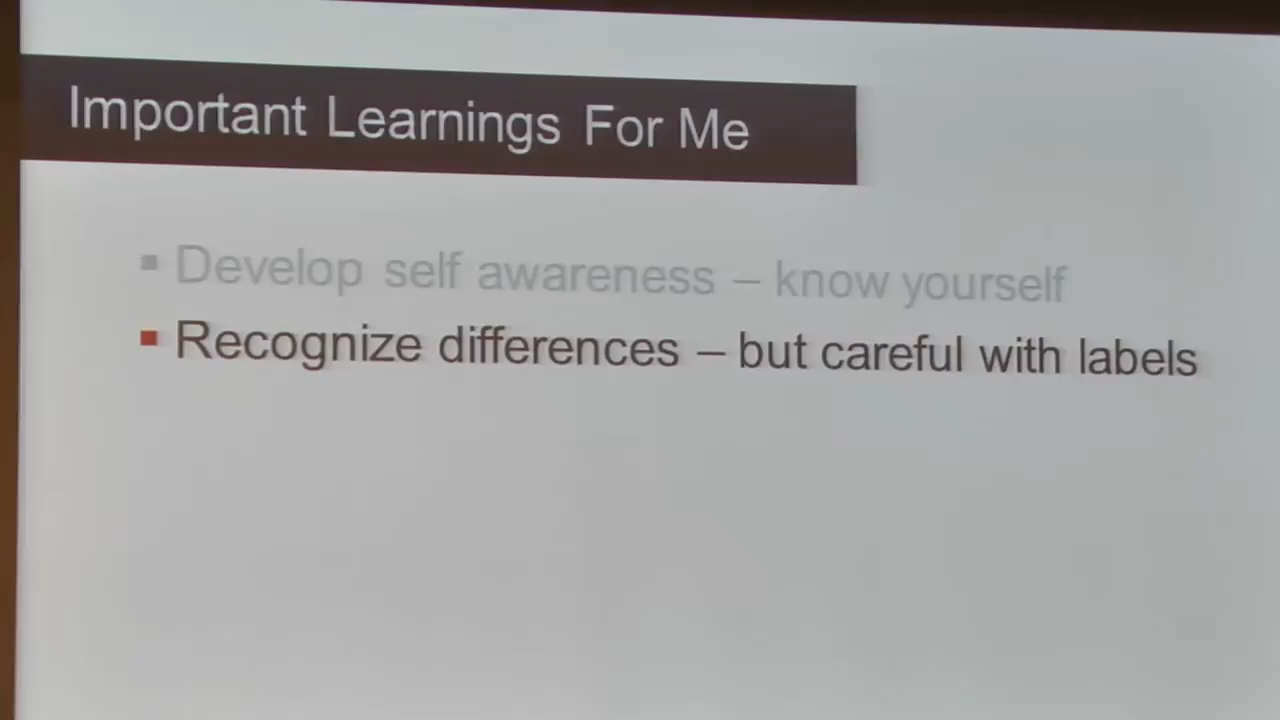 Important Learnings For Me
Develop self awareness – know yourself
Recognize differences – but careful with labels